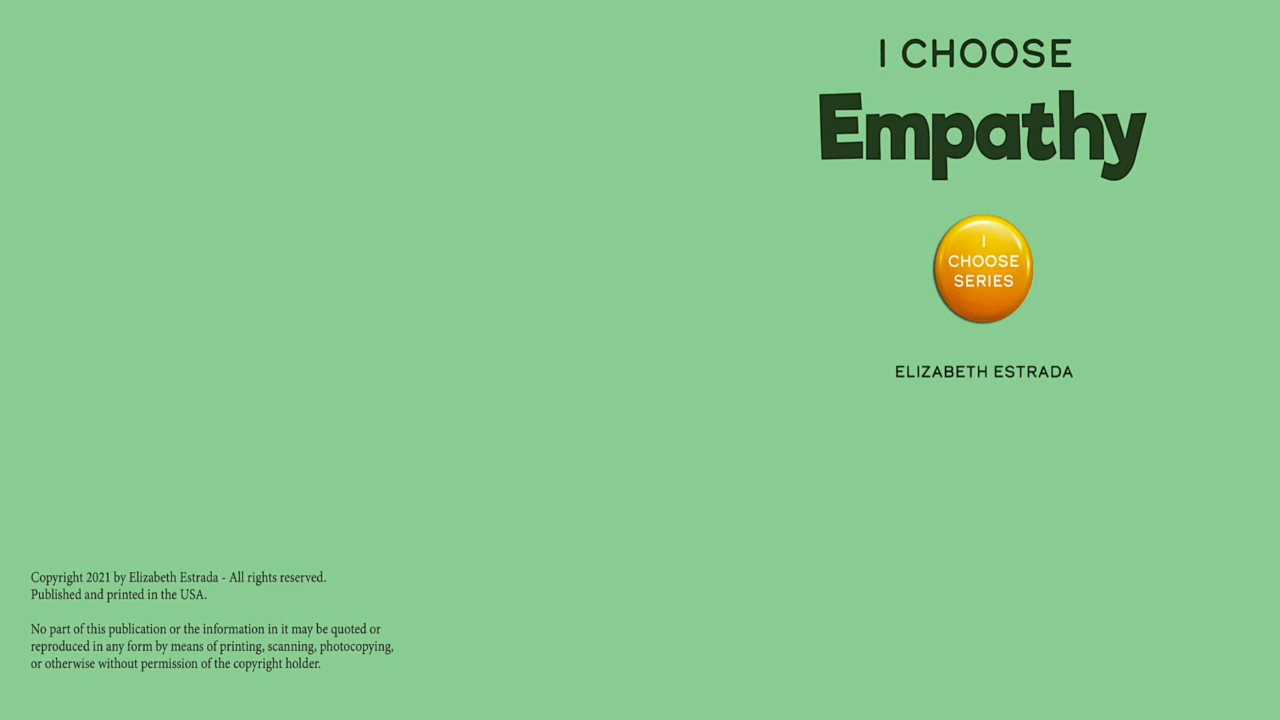 I CHOOSE
Empathy
I
CHOOSE
SERIES
ELIZABETH ESTRADA
Copyright 2021 by Elizabeth Estrada - All rights reserved.
Published and printed in the USA.
No part of this publication or the information in it may be quoted or
reproduced in any form by means of printing, scanning, photocopying,
or otherwise without permission of the copyright holder.